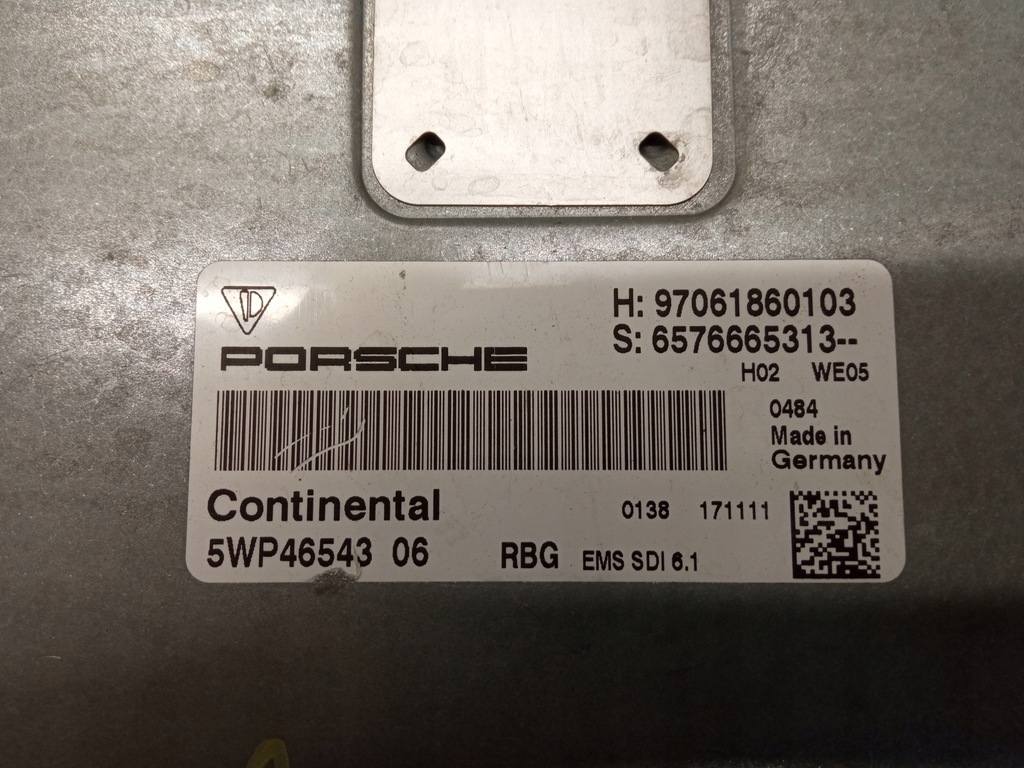 H: 97061860103
PORSCHE
S: 6576665313--
H02 WE05
0484
Made in
Germany
Continental
0138 171111
5WP46543 06 RBG EMS SDI 6.1